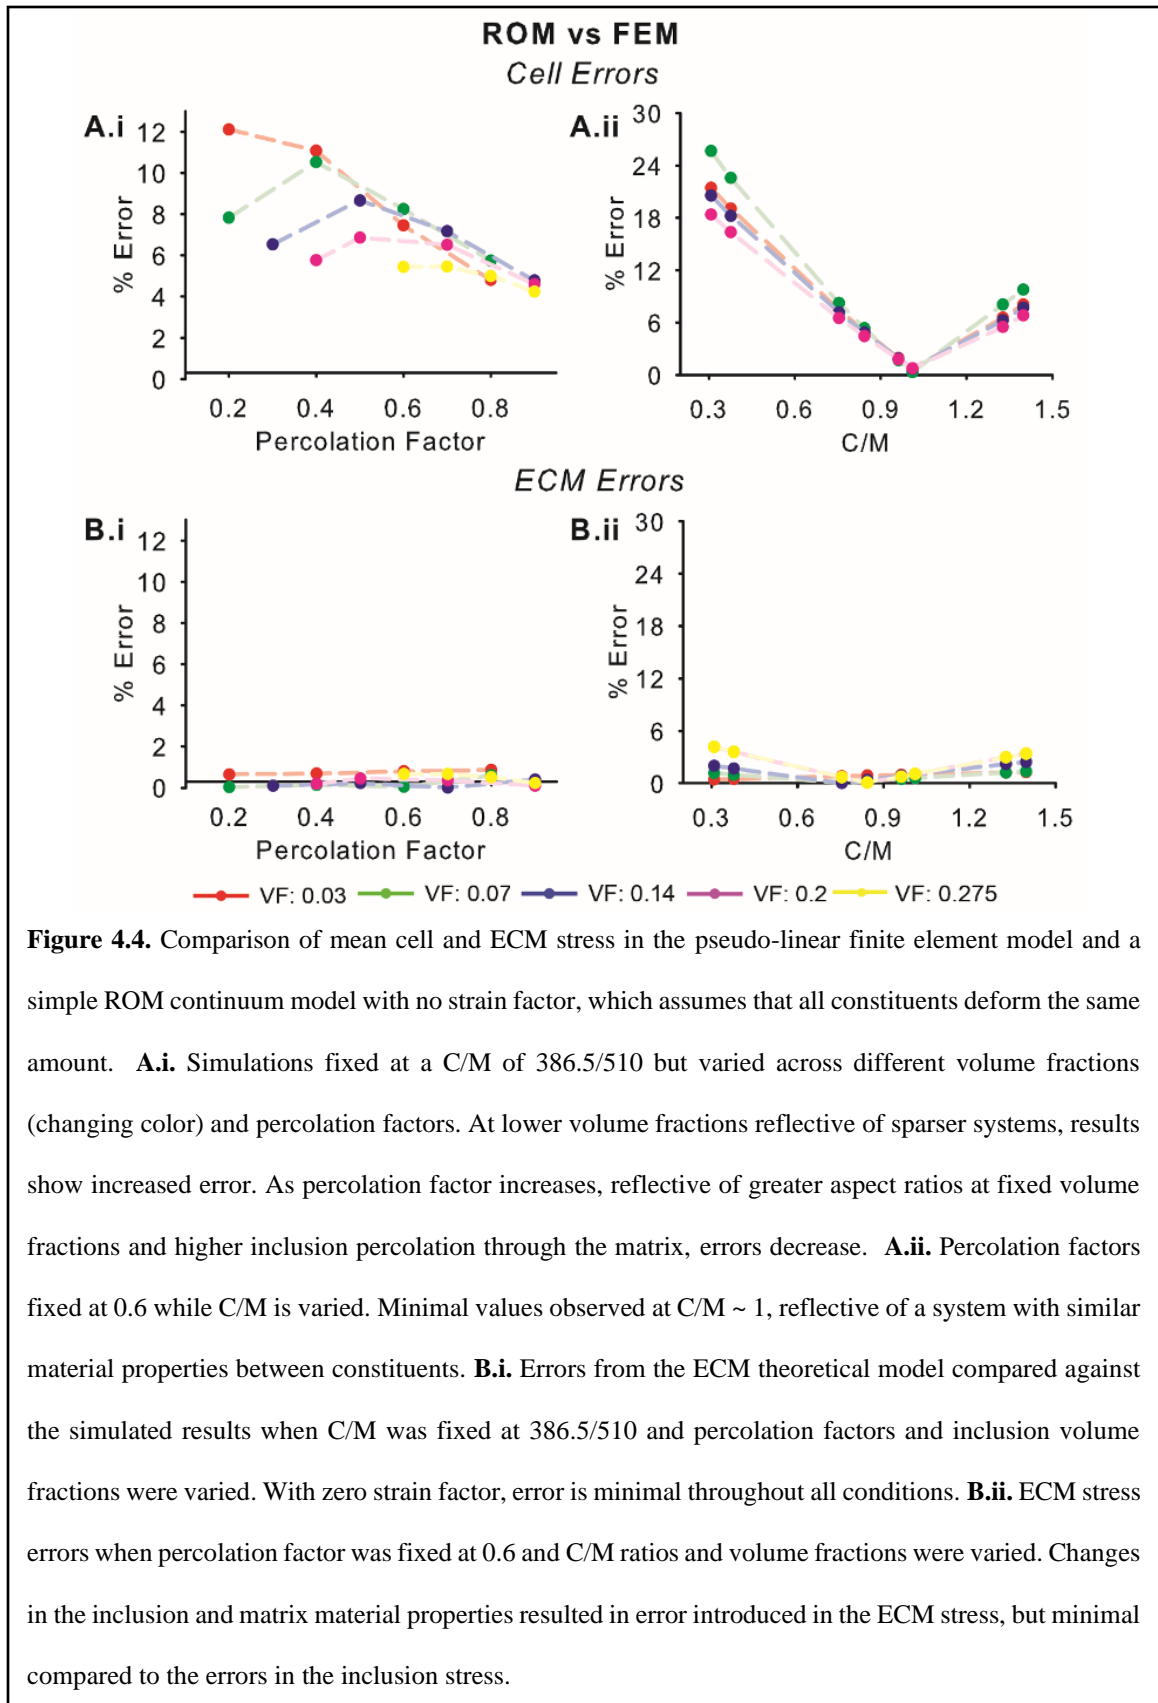 ROM vs FEM
Cell Errors
A.i
12
10
8
6
4
2
0
% Error
0.2 0.4 0.6 0.8
Percolation Factor
A.ii
30
24
18
12
6
0
% Error
0.3 0.6 0.9 1.2 1.5
C/M
ECM Errors
B.i
12
10
8
6
4
2
0
% Error
0.2 0.4 0.6 0.8
Percolation Factor
B.ii
30
24
18
12
6
0
% Error
0.3 0.6 0.9 1.2 1.5
C/M
VF: 0.03 VF: 0.07 VF: 0.14 VF: 0.2 VF: 0.275
Figure 4.4. Comparison of mean cell and ECM stress in the pseudo-linear finite element model and a
simple ROM continuum model with no strain factor, which assumes that all constituents deform the same
amount. A.i. Simulations fixed at a C/M of 386.5/510 but varied across different volume fractions
(changing color) and percolation factors. At lower volume fractions reflective of sparser systems, results
show increased error. As percolation factor increases, reflective of greater aspect ratios at fixed volume
fractions and higher inclusion percolation through the matrix, errors decrease. A.ii. Percolation factors
fixed at 0.6 while C/M is varied. Minimal values observed at C/M ~ 1, reflective of a system with similar
material properties between constituents. B.i. Errors from the ECM theoretical model compared against
the simulated results when C/M was fixed at 386.5/510 and percolation factors and inclusion volume
fractions were varied. With zero strain factor, error is minimal throughout all conditions. B.ii. ECM stress
errors when percolation factor was fixed at 0.6 and C/M ratios and volume fractions were varied. Changes
in the inclusion and matrix material properties resulted in error introduced in the ECM stress, but minimal
compared to the errors in the inclusion stress.